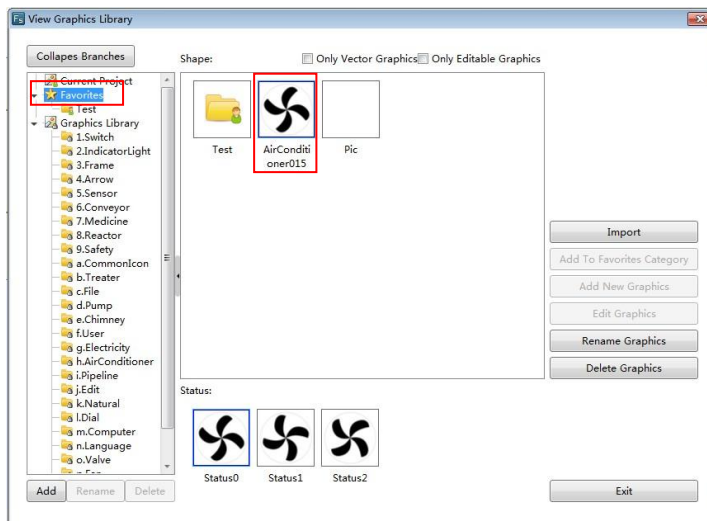 View Graphics Library
Collapes Branches
Shape:
Only Vector Graphics
Only Editable Graphics
Current Project
Favorites
Test
Graphics Library
1.Switch
2.IndicatorLight
3.Frame
4.Arrow
5.Sensor
6.Conveyor
7.Medicine
8.Reactor
9.Safety
a.CommonIcon
b.Treater
c.File
d.Pump
e.Chimney
f.User
g.Electricity
h.AirConditioner
i.Pipeline
j.Edit
k.Natural
l.Dial
m.Computer
n.Language
o.Valve
Test
AirConditi
oner015
Pic
Import
Add To Favorites Category
Add New Graphics
Edit Graphics
Rename Graphics
Delete Graphics
Status:
Status0
Status1
Status2
Add
Rename
Delete
Exit